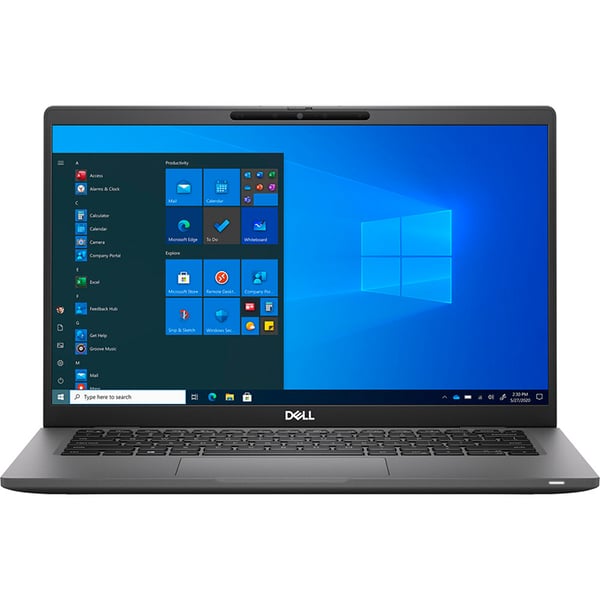 A
Access
Alarms & Clock
C
Calculator
Calendar
Camera
Company Portal
E
Excel
F
Feedback Hub
G
Get Help
Groove Music
M
Mail
Productivity
Mail
Calendar
Microsoft Edge
To Do
Whiteboard
Explore
Microsoft Store
Remote Deskt...
Company Po...
Snip & Sketch
Windows Sec...
Type here to search
2:30 PM
5/27/2020
DELL